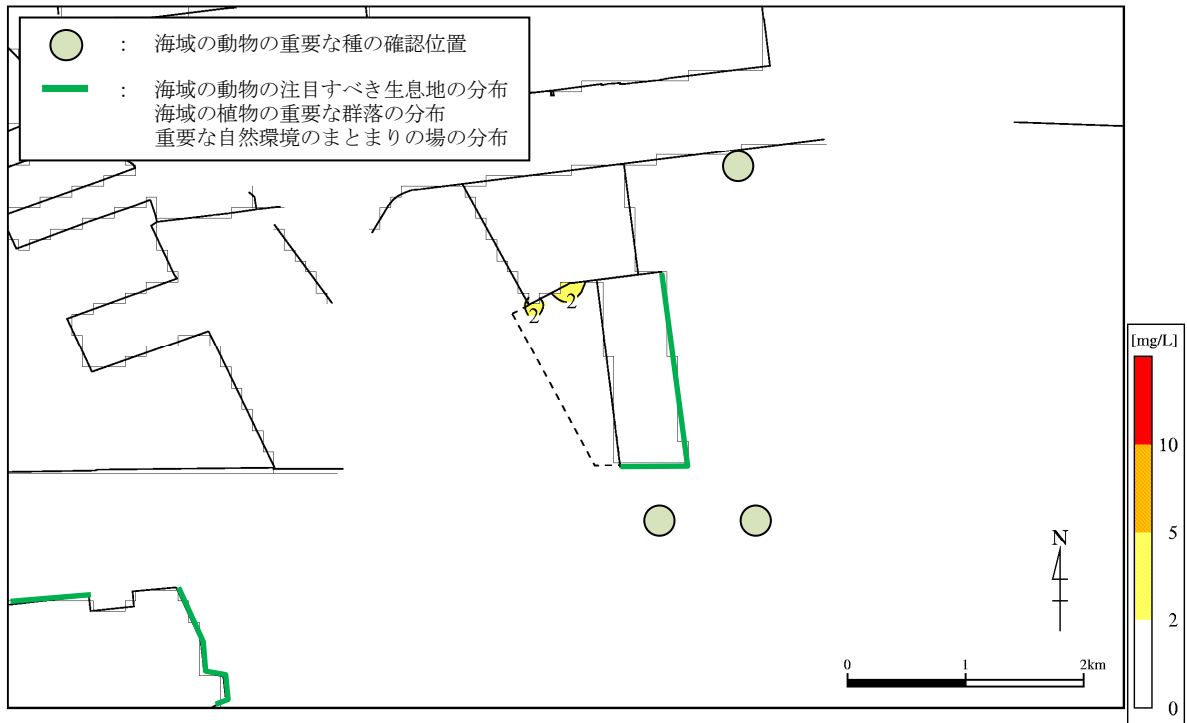 ： 海域の動物の重要な種の確認位置
： 海域の動物の注目すべき生息地の分布
海域の植物の重要な群落の分布
重要な自然環境のまとまりの場の分布
2
2
[mg/L]
10
5
2
0
N
0 1 2km